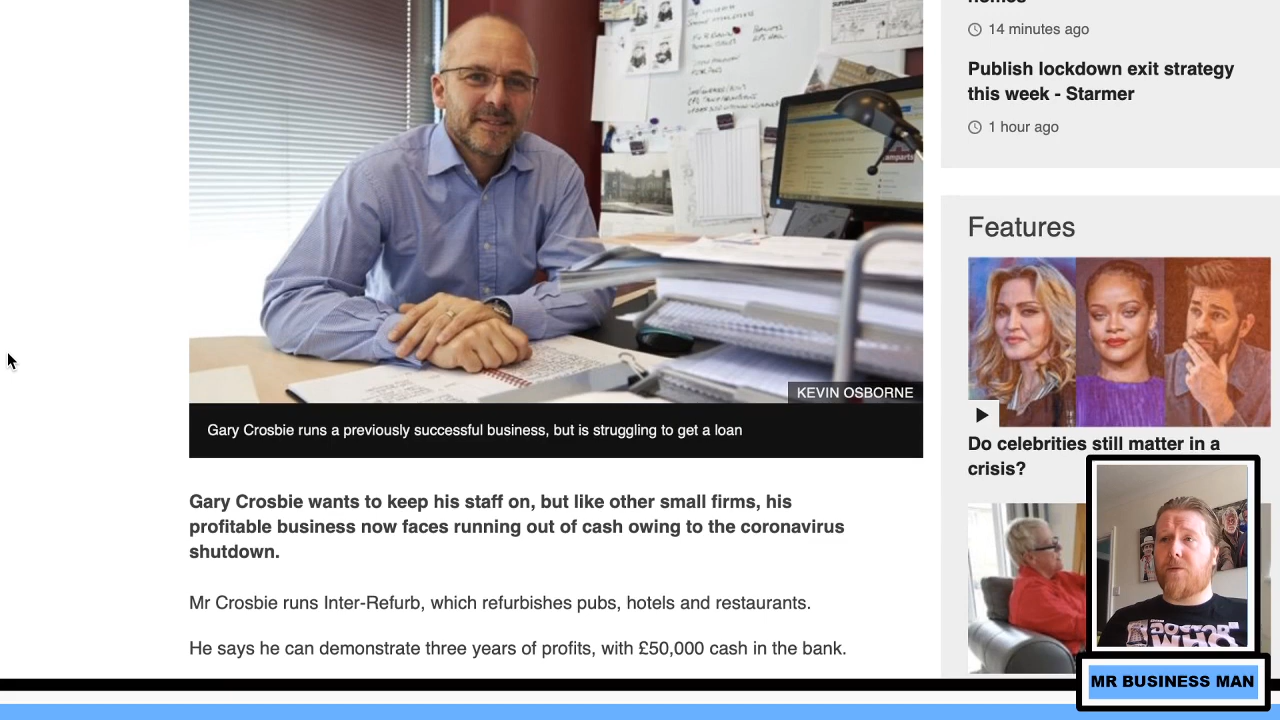 homes
14 minutes ago
Publish lockdown exit strategy
this week - Starmer
1 hour ago
Features
KEVIN OSBORNE
Gary Crosbie runs a previously successful business, but is struggling to get a loan
Do celebrities still matter in a
crisis?
Gary Crosbie wants to keep his staff on, but like other small firms, his
profitable business now faces running out of cash owing to the coronavirus
shutdown.
Mr Crosbie runs Inter-Refurb, which refurbishes pubs, hotels and restaurants.
He says he can demonstrate three years of profits, with £50,000 cash in the bank.
DOCTOR
WHO
MR BUSINESS MAN